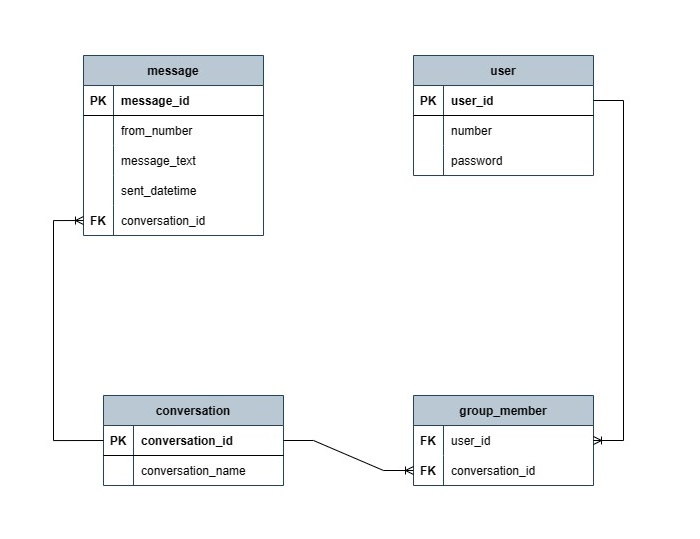 message
PK message_id
from_number
message_text
sent_datetime
FK conversation_id
user
PK user_id
number
password
conversation
PK conversation_id
conversation_name
group_member
FK user_id
FK conversation_id